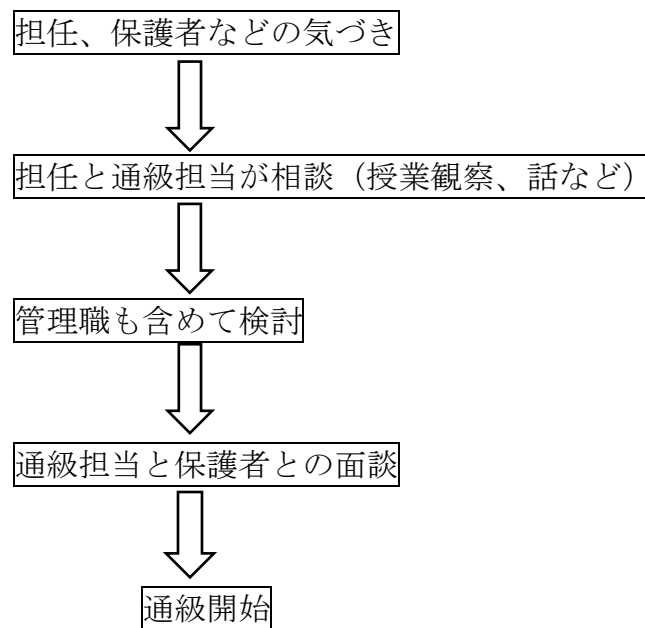 担任、保護者などの気づき
担任と通級担当が相談（授業観察、話など）
管理職も含めて検討
通級担当と保護者との面談
通級開始